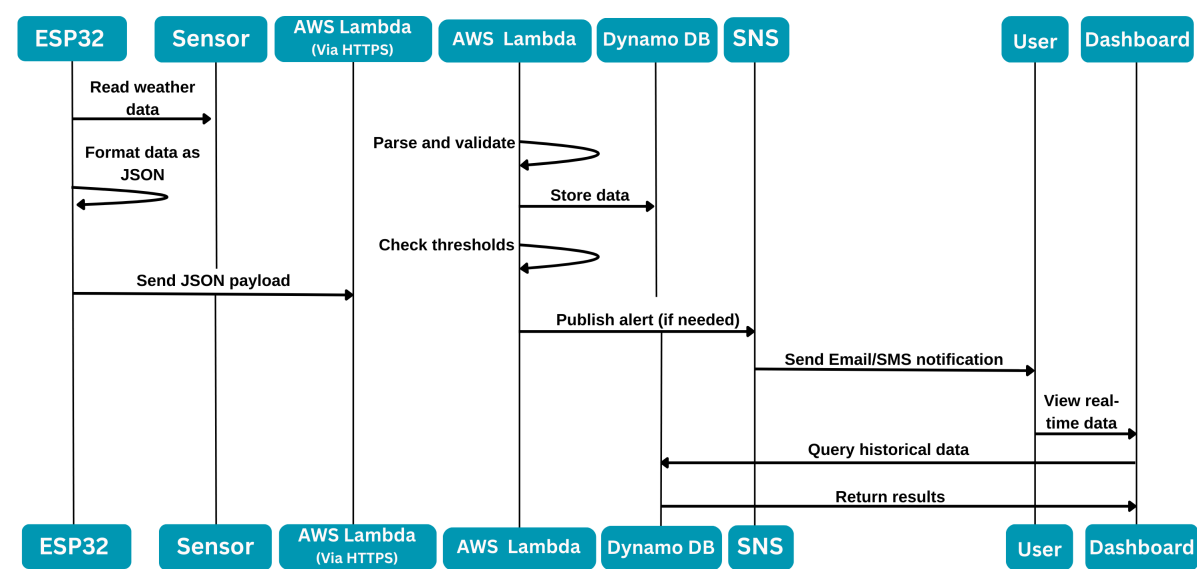 ESP32
Sensor
AWS Lambda
(Via HTTPS)
AWS Lambda
Dynamo DB
SNS
User
Dashboard
Read weather
data
Parse and validate
Format data as
JSON
Store data
Check thresholds
Send JSON payload
Publish alert (if needed)
Send Email/SMS notification
View real-
time data
Query historical data
Return results
ESP32
Sensor
AWS Lambda
(Via HTTPS)
AWS Lambda
Dynamo DB
SNS
User
Dashboard